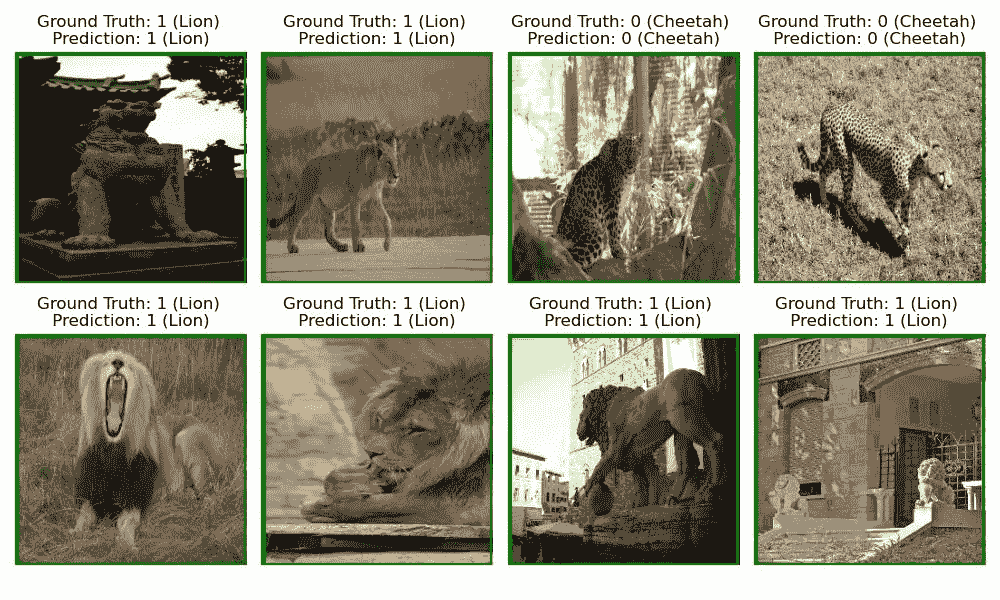 Ground Truth: 1 (Lion)
Prediction: 1 (Lion)
Ground Truth: 1 (Lion)
Prediction: 1 (Lion)
Ground Truth: 0 (Cheetah)
Prediction: 0 (Cheetah)
Ground Truth: 0 (Cheetah)
Prediction: 0 (Cheetah)
Ground Truth: 1 (Lion)
Prediction: 1 (Lion)
Ground Truth: 1 (Lion)
Prediction: 1 (Lion)
Ground Truth: 1 (Lion)
Prediction: 1 (Lion)
Ground Truth: 1 (Lion)
Prediction: 1 (Lion)